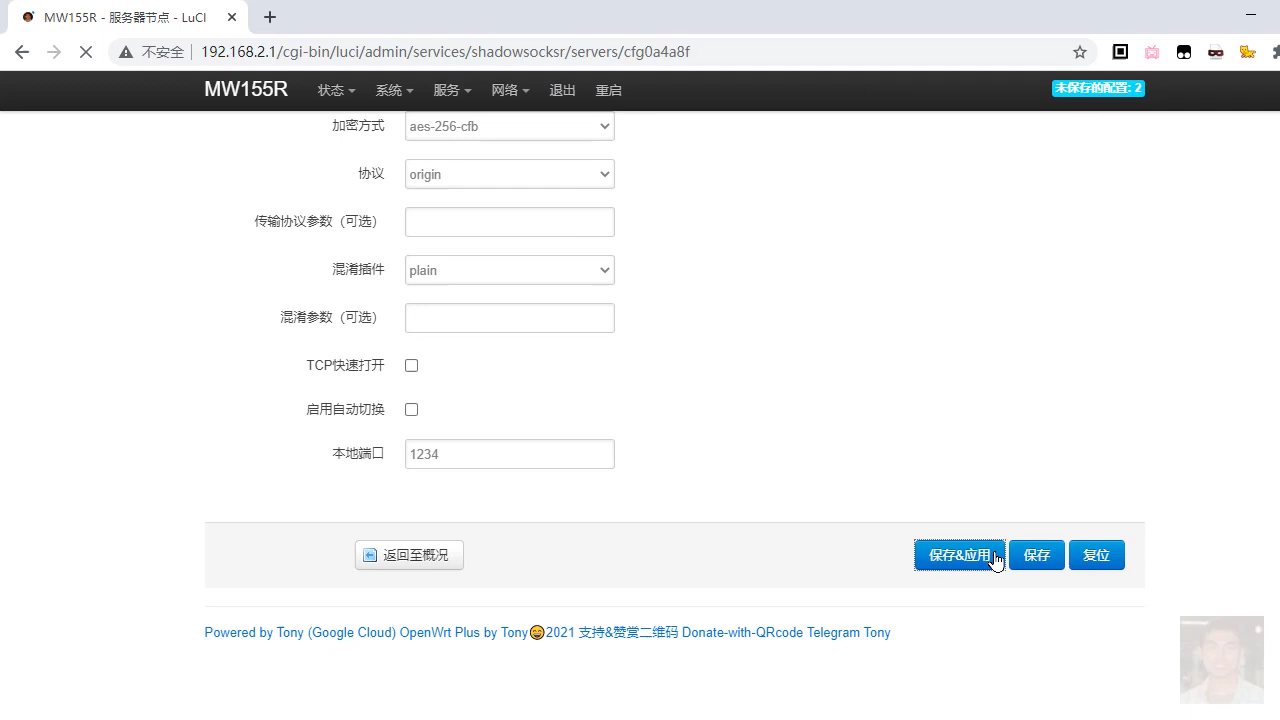 MW155R - 服务器节点 - LuCI
不安全 192.168.2.1/cgi-bin/luci/admin/services/shadowsocksr/servers/cfg0a4a8f
MW155R 状态 系统 服务 网络 退出 重启 未保存的配置: 2
加密方式 aes-256-cfb
协议 origin
传输协议参数（可选）
混淆插件 plain
混淆参数（可选）
TCP快速打开
启用自动切换
本地端口 1234
返回至概况 保存&应用 保存 复位
Powered by Tony (Google Cloud) OpenWrt Plus by Tony😄2021 支持&赞赏二维码 Donate-with-QRcode Telegram Tony